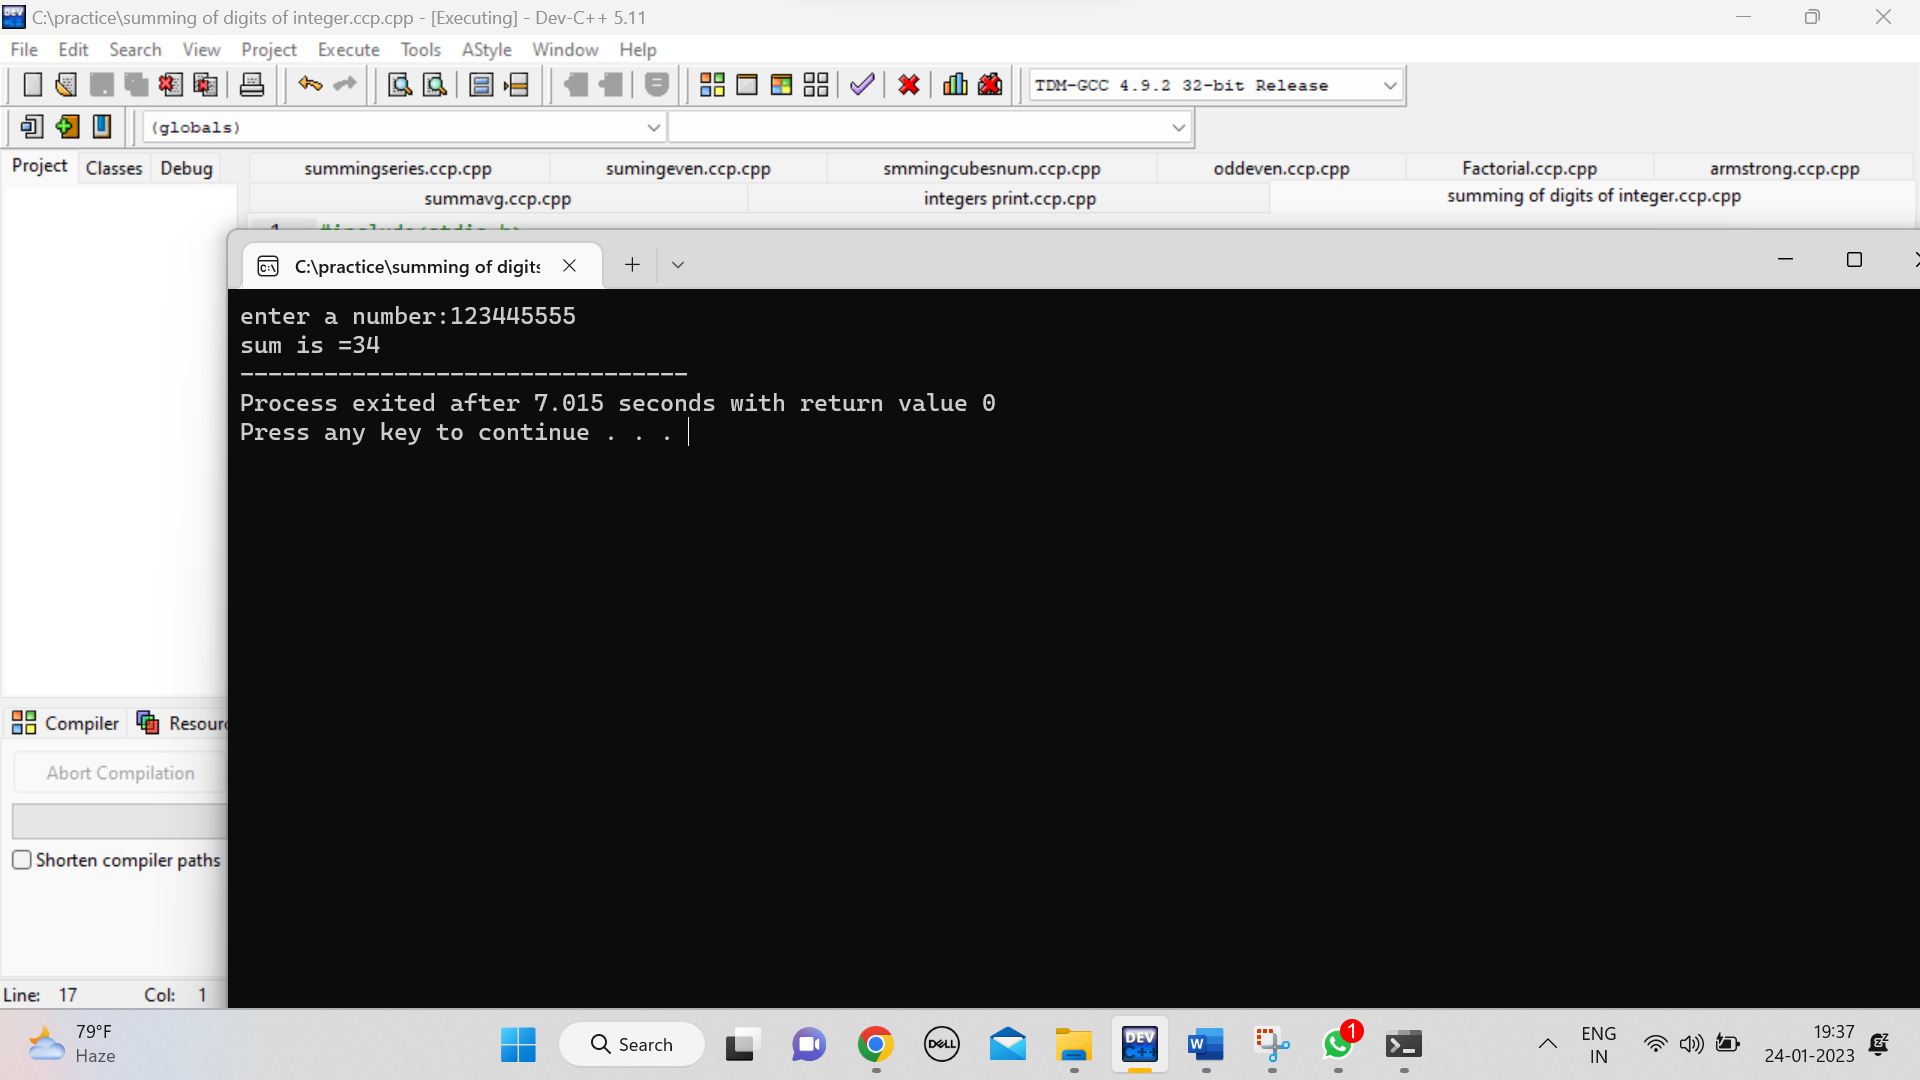 C:\practice\summing of digits of integer.ccp.cpp - [Executing] - Dev-C++ 5.11
File Edit Search View Project Execute Tools AStyle Window Help
TDM-GCC 4.9.2 32-bit Release
(globals)
Project Classes Debug
summingseries.ccp.cpp sumingeven.ccp.cpp smmingcubesnum.ccp.cpp oddeven.ccp.cpp Factorial.ccp.cpp armstrong.ccp.cpp
summavg.ccp.cpp integers print.ccp.cpp summing of digits of integer.ccp.cpp
C:\practice\summing of digits
enter a number:123445555
sum is =34
--------------------------------
Process exited after 7.015 seconds with return value 0
Press any key to continue . . .
Compiler Resour
Abort Compilation
Shorten compiler paths
Line: 17 Col: 1
79°F
Haze
Search
DELL
DEV
C++
W
1
ENG
IN
19:37
24-01-2023